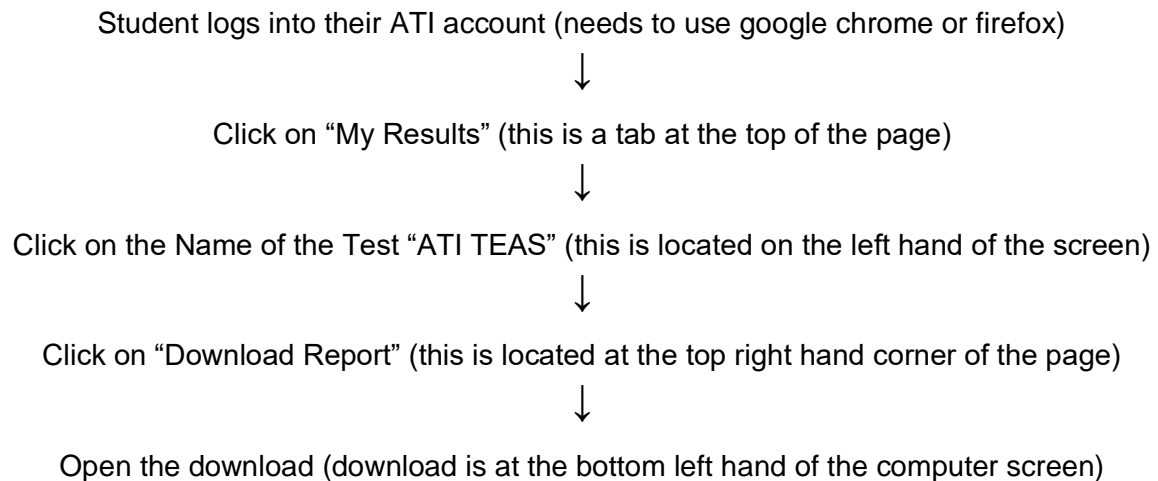 Student logs into their ATI account (needs to use google chrome or firefox)
↓
Click on “My Results” (this is a tab at the top of the page)
↓
Click on the Name of the Test “ATI TEAS” (this is located on the left hand of the screen)
↓
Click on “Download Report” (this is located at the top right hand corner of the page)
↓
Open the download (download is at the bottom left hand of the computer screen)